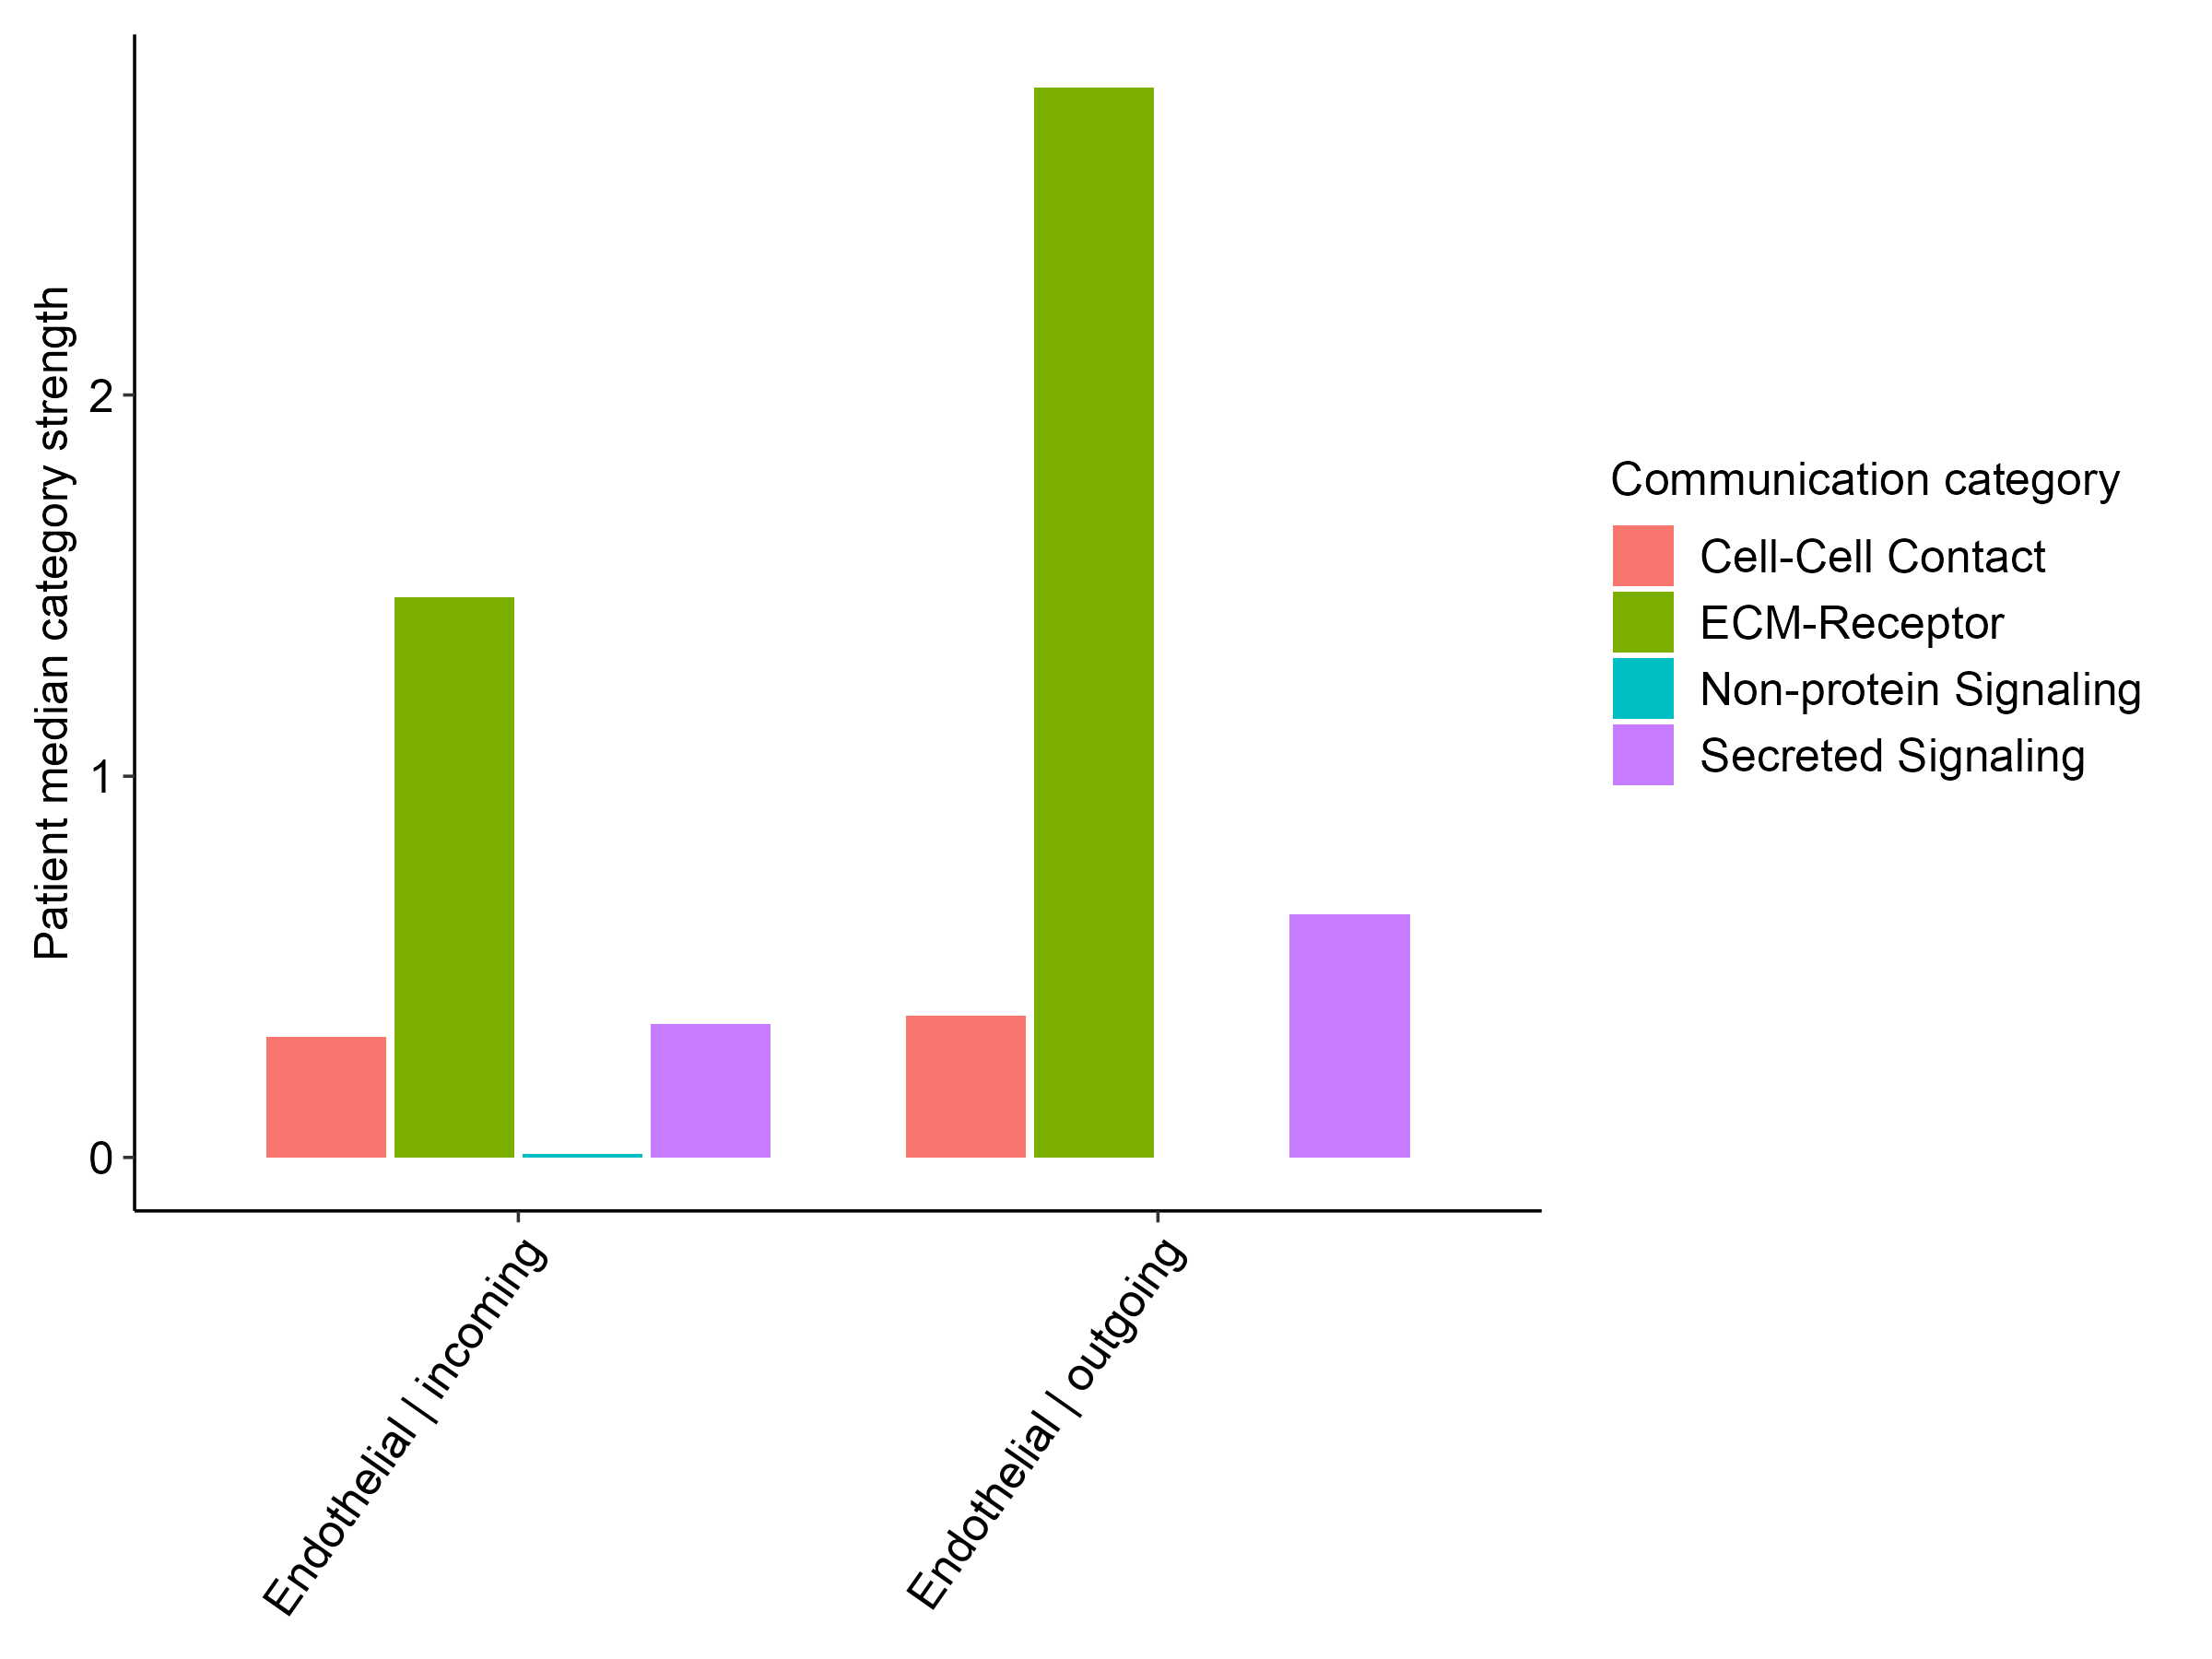 Patient median category strength
2
1
0
Endothelial | incoming
Endothelial | outgoing
Communication category
Cell-Cell Contact
ECM-Receptor
Non-protein Signaling
Secreted Signaling